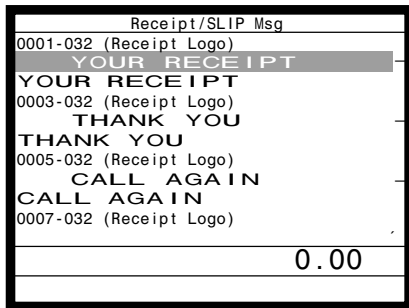 Receipt/SLIP Msg
0001-032 (Receipt Logo)
YOUR RECEIPT
YOUR RECEIPT
0003-032 (Receipt Logo)
THANK YOU
THANK YOU
0005-032 (Receipt Logo)
CALL AGAIN
CALL AGAIN
0007-032 (Receipt Logo)
0.00